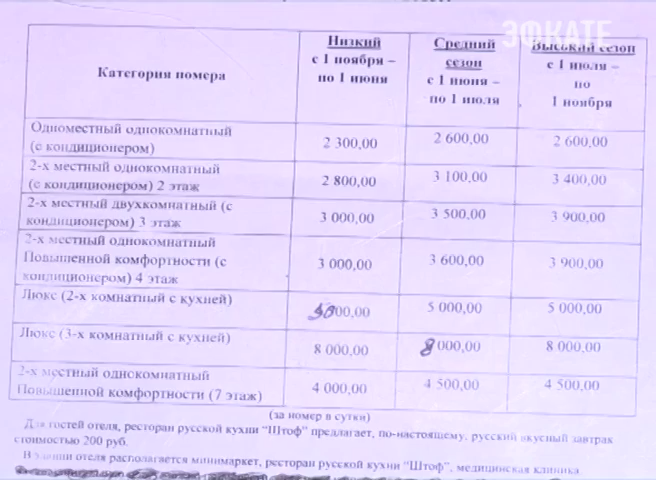 ЭФКАТЕ
Категория номера
Низкий
с 1 ноября –
по 1 июня
Средний
сезон
с 1 июня –
по 1 июля
Высокий сезон
с 1 июля –
по
1 ноября
Одноместный однокомнатный
(с кондиционером)
2 300,00
2 600,00
2 600,00
2-х местный однокомнатный
(с кондиционером) 2 этаж
2 800,00
3 100,00
3 400,00
2-х местный двухкомнатный (с
кондиционером) 3 этаж
3 000,00
3 500,00
3 900,00
2-х местный однокомнатный
Повышенной комфортности (с
кондиционером) 4 этаж
3 000,00
3 600,00
3 900,00
Люкс (2-х комнатный с кухней)
00,00
5 000,00
5 000,00
Люкс (3-х комнатный с кухней)
8 000,00
8 000,00
8 000,00
2-х местный однокомнатный
Повышенной комфортности (7 этаж)
4 000,00
4 500,00
4 500,00
(за номер в сутки)
Для гостей отеля, ресторан русской кухни "Штоф" предлагает, по-настоящему, русский вкусный завтрак
стоимостью 200 руб.
В здании отеля располагается минимаркет, ресторан русской кухни "Штоф", медицинская клиника